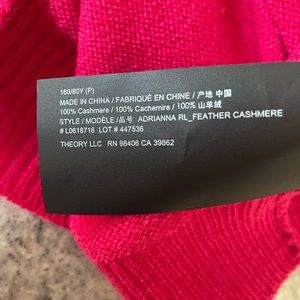 160/80Y (P)
MADE IN CHINA / FABRIQUÉ EN CHINE / 产地 中国
100% Cashmere / 100% Cachemire / 100% 山羊绒
STYLE / MODÈLE / 品号 ADRIANNA RL_FEATHER CASHMERE
# L0618716 LOT # 447536
THEORY LLC RN 98406 CA 39862